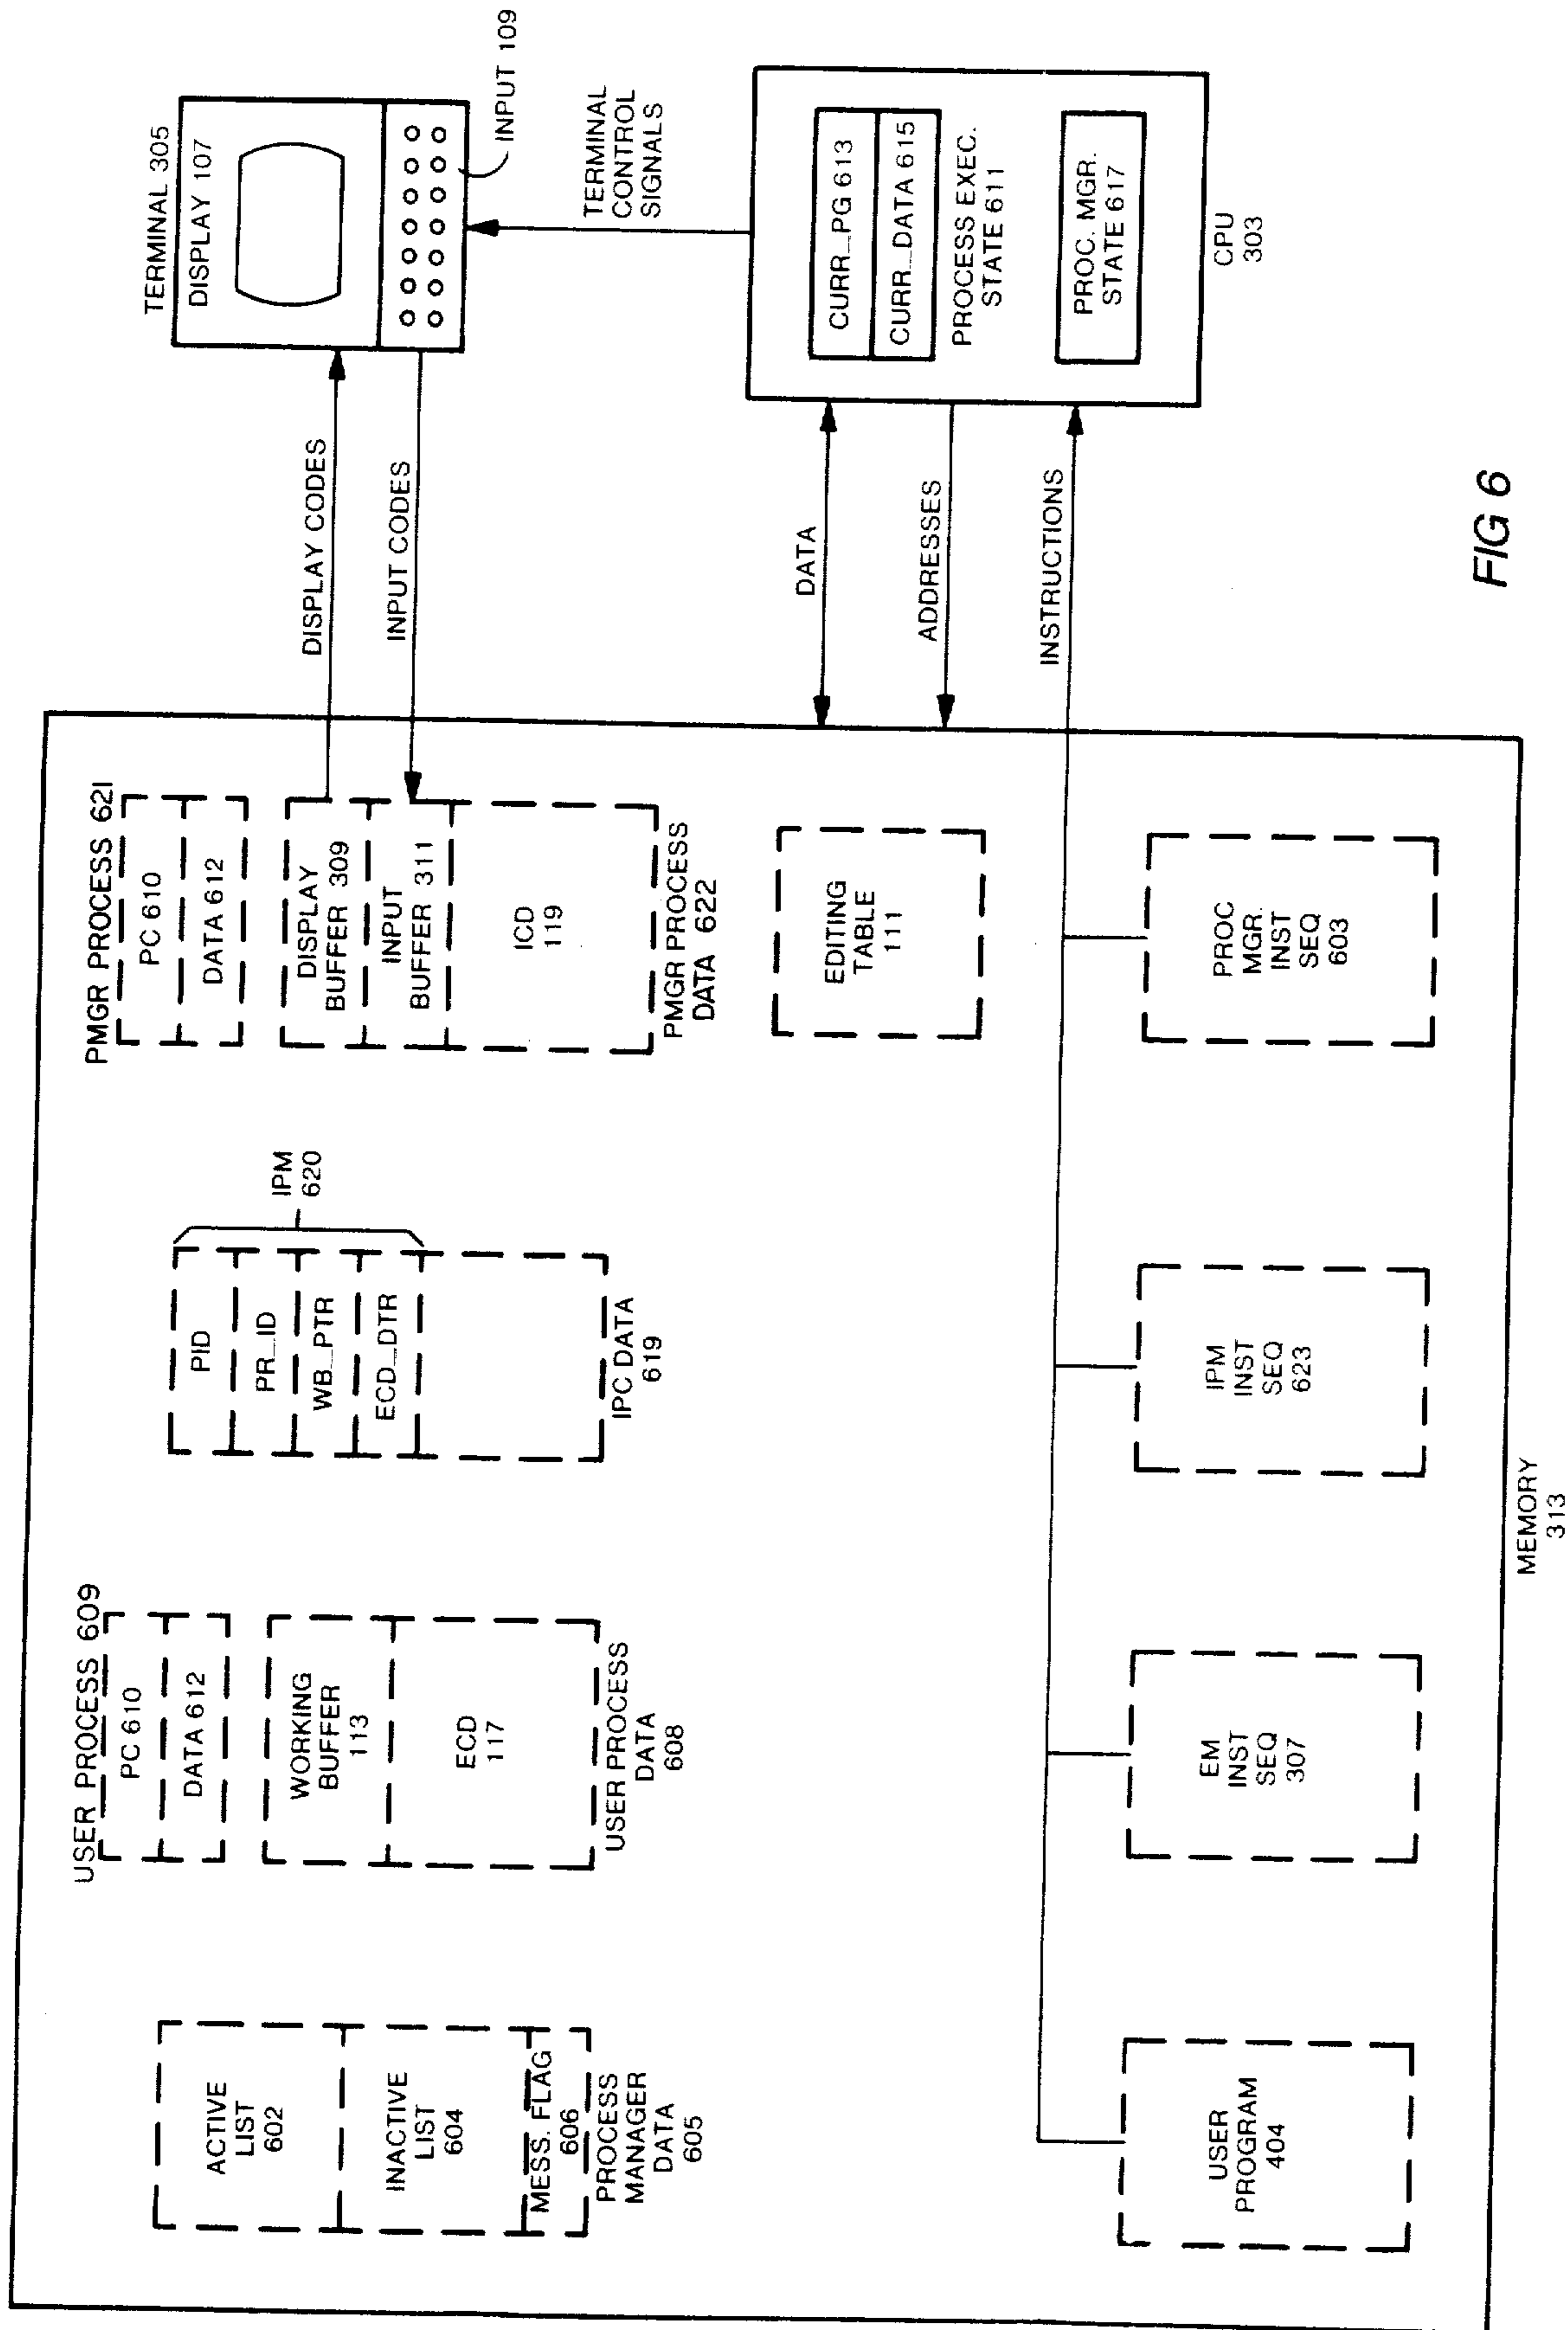 TERMINAL 305
DISPLAY 107
INPUT 109
TERMINAL
CONTROL
SIGNALS
CURR_PG 613
CURR_DATA 615
PROCESS EXEC.
STATE 611
PROC. MGR.
STATE 617
CPU
303
DISPLAY CODES
INPUT CODES
DATA
ADDRESSES
INSTRUCTIONS
PMGR PROCESS 621
PC 610
DATA 612
DISPLAY
BUFFER 309
INPUT
BUFFER 311
ICD
119
PMGR PROCESS
DATA 622
EDITING
TABLE
111
PROC
MGR.
INST
SEQ
603
IPM
620
PID
PR_ID
WB_PTR
ECD_DTR
IPC DATA
619
IPM
INST
SEQ
623
USER PROCESS 609
PC 610
DATA 612
WORKING
BUFFER
113
ECD
117
USER PROCESS
DATA
608
EM
INST
SEQ
307
ACTIVE
LIST
602
INACTIVE
LIST
604
MESS. FLAG
606
PROCESS
MANAGER
DATA
605
USER
PROGRAM
404
MEMORY
313
FIG 6